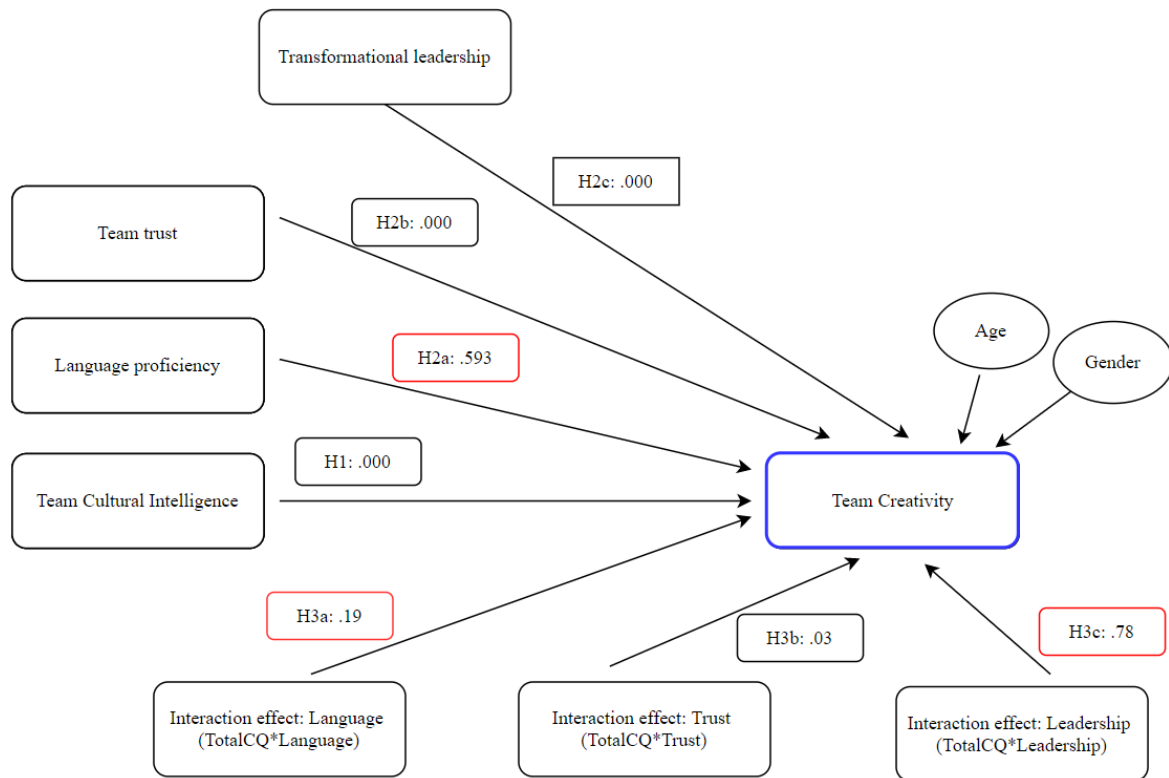 Transformational leadership
H2c: .000
H2b: .000
Team trust
Age
Language proficiency
H2a: .593
Gender
H1: .000
Team Cultural Intelligence
Team Creativity
H3a: .19
H3b: .03
H3c: .78
Interaction effect: Language
(TotalCQ*Language)
Interaction effect: Trust
(TotalCQ*Trust)
Interaction effect: Leadership
(TotalCQ*Leadership)